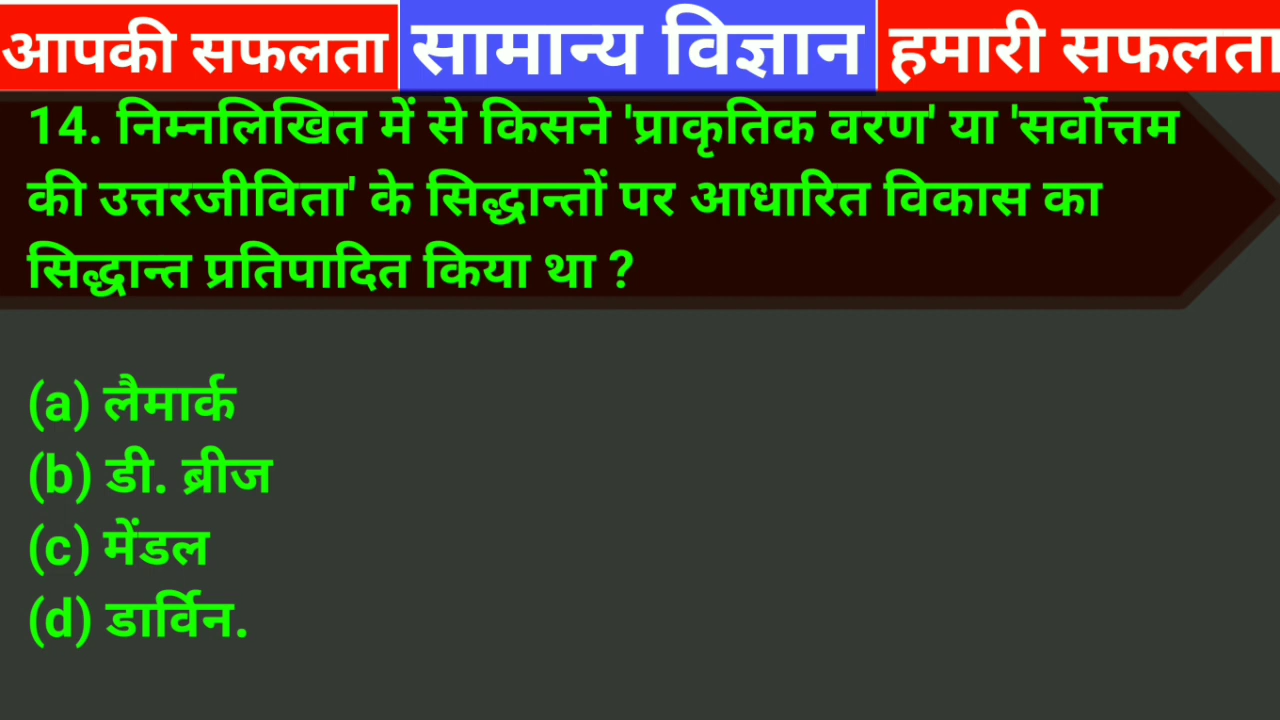 आपकी सफलता सामान्य विज्ञान हमारी सफलता
14. निम्नलिखित में से किसने 'प्राकृतिक वरण' या 'सर्वोत्तम
की उत्तरजीविता' के सिद्धान्तों पर आधारित विकास का
सिद्धान्त प्रतिपादित किया था ?
(a) लैमार्क
(b) डी. ब्रीज
(c) मेंडल
(d) डार्विन.